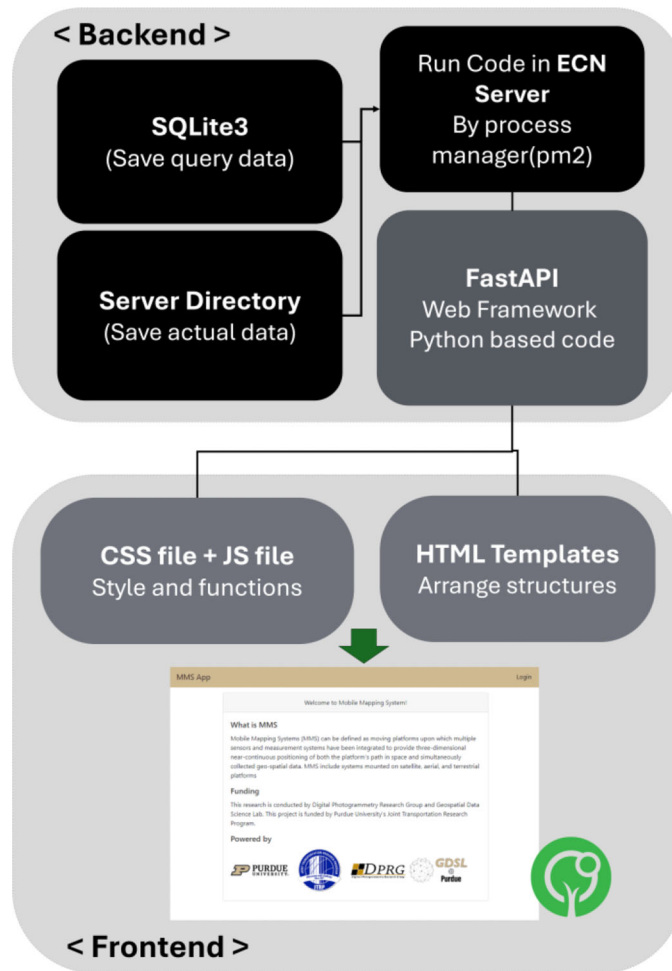 < Backend >
SQLite3
(Save query data)
Run Code in ECN
Server
By process
manager(pm2)
Server Directory
(Save actual data)
FastAPI
Web Framework
Python based code
CSS file + JS file
Style and functions
HTML Templates
Arrange structures
MMS App
Login
Welcome to Mobile Mapping System!
What is MMS
Mobile Mapping Systems (MMS) can be defined as moving platforms upon which multiple
sensors and measurement systems have been integrated to provide three-dimensional
near-continuous positioning of both the platform's path in space and simultaneously
collected geo-spatial data. MMS include systems mounted on satellite, aerial, and terrestrial
platforms
Funding
This research is conducted by Digital Photogrammetry Research Group and Geospatial Data
Science Lab. This project is funded by Purdue University's Joint Transportation Research
Program.
Powered by
PURDUE
UNIVERSITY.
JTRP
DPRG
GDSL
@
Purdue
< Frontend >